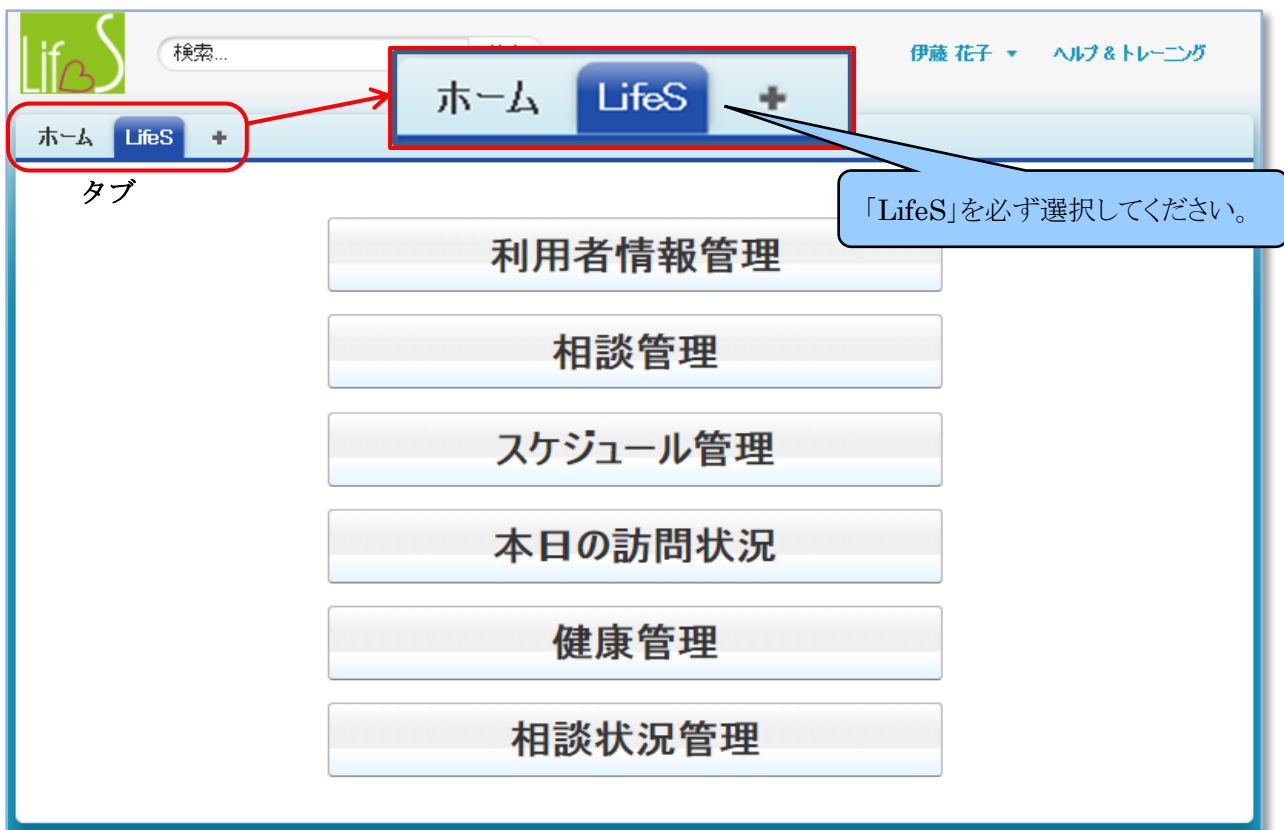 LifeS
検索...
伊藤 花子 ヘルプ & トレーニング
ホーム LifeS +
ホーム LifeS +
タブ
「LifeS」を必ず選択してください。
利用者情報管理
相談管理
スケジュール管理
本日の訪問状況
健康管理
相談状況管理